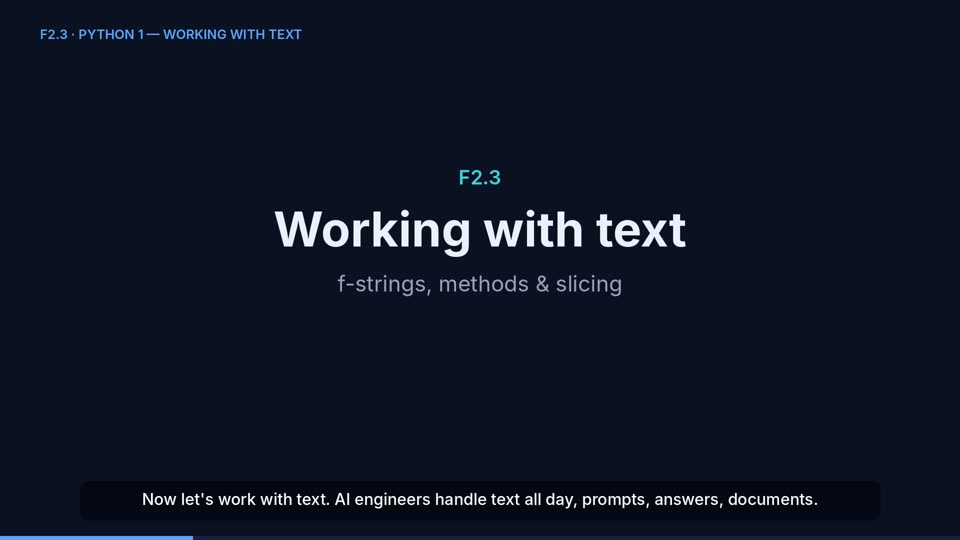 F2.3 · PYTHON 1 — WORKING WITH TEXT
F2.3
Working with text
f-strings, methods & slicing
Now let's work with text. AI engineers handle text all day, prompts, answers, documents.